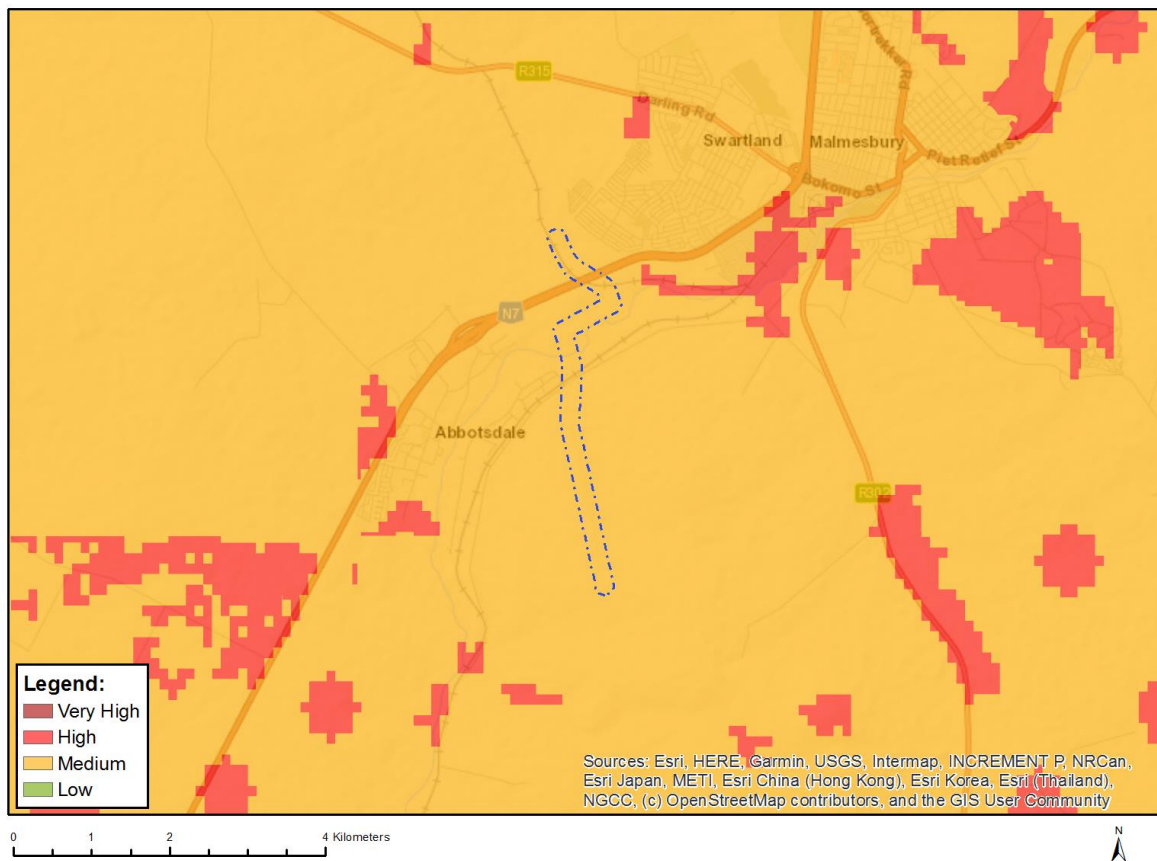 R315
Darling Rd
Swartland
Malmesbury
Piet Retief St
Bokomo St
N7
Abbotsdale
R302
Legend:
Very High
High
Medium
Low
Sources: Esri, HERE, Garmin, USGS, Intermap, INCREMENT P, NRCan,
Esri Japan, METI, Esri China (Hong Kong), Esri Korea, Esri (Thailand),
NGCC, (c) OpenStreetMap contributors, and the GIS User Community
0 1 2 4 Kilometers
N